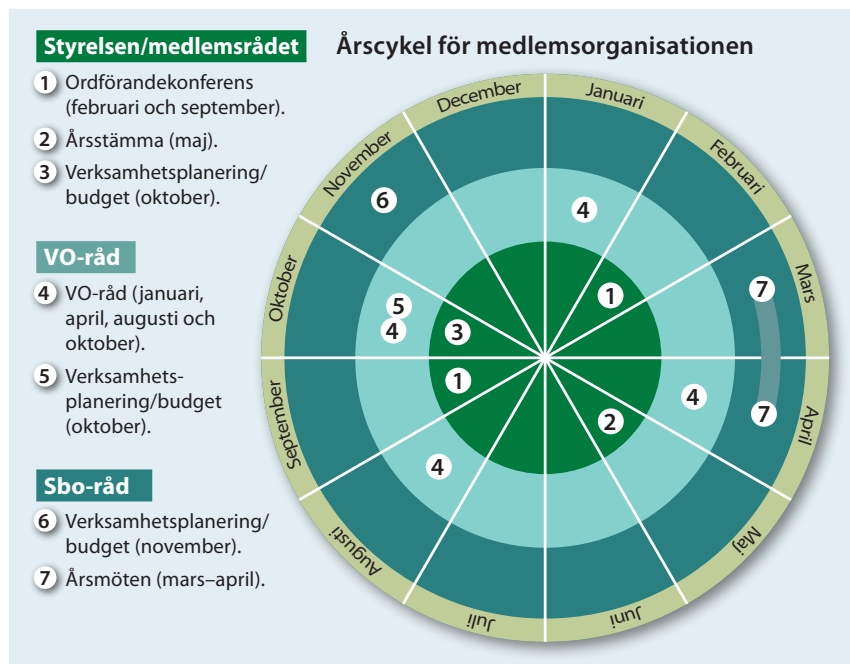 Styrelsen/medlemsrådet
1 Ordförandekonferens
(februari och september).
2 Årsstämma (maj).
3 Verksamhetsplanering/
budget (oktober).
VO-råd
4 VO-råd (januari,
april, augusti och
oktober).
5 Verksamhets-
planering/budget
(oktober).
Sbo-råd
6 Verksamhetsplanering/
budget (november).
7 Årsmöten (mars–april).
Årscykel för medlemsorganisationen
Januari
Februari
Mars
April
Maj
Juni
Juli
Augusti
September
Oktober
November
December
6
4
1
7
5
4
3
1
4
2
7
4